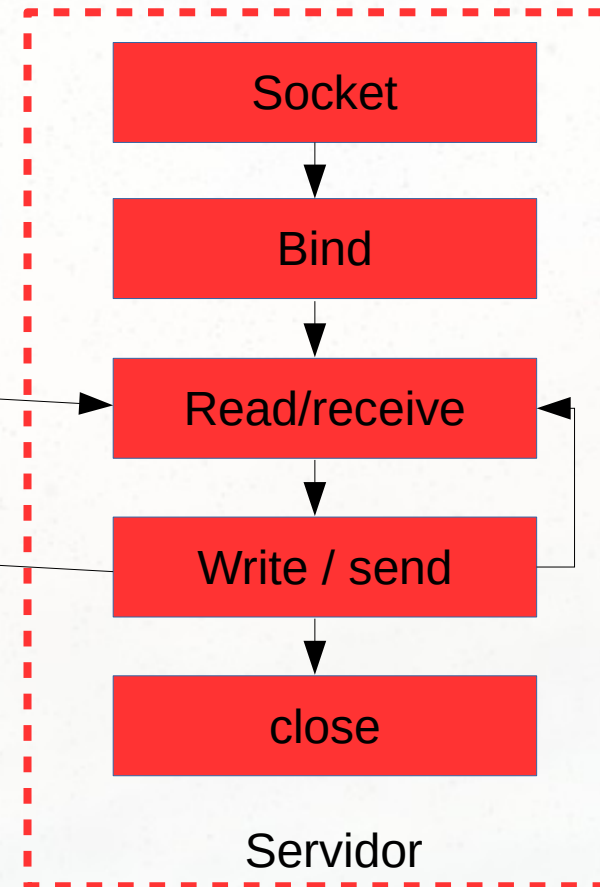 Socket
Bind
Read/receive
Write / send
close
Servidor